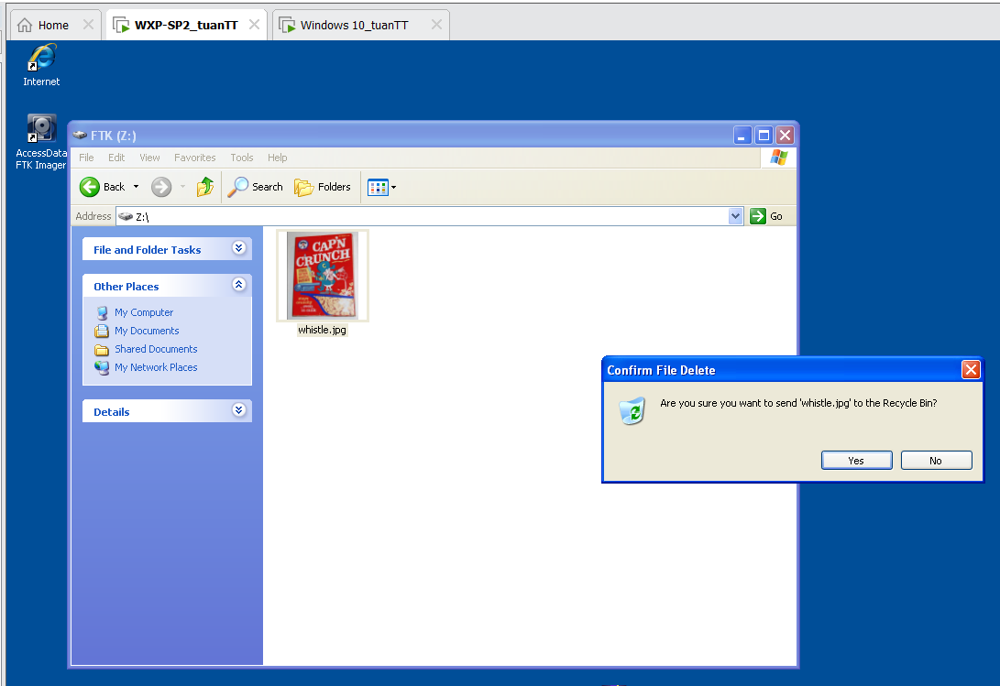 Home
WXP-SP2_tuanTT
Windows 10_tuanTT
Internet
AccessData
FTK Imager
FTK (Z:)
File Edit View Favorites Tools Help
Back Search Folders
Address Z:\ Go
File and Folder Tasks
Other Places
My Computer
My Documents
Shared Documents
My Network Places
Details
CAP'N
CRUNCH
whistle.jpg
Confirm File Delete
Are you sure you want to send 'whistle.jpg' to the Recycle Bin?
Yes No